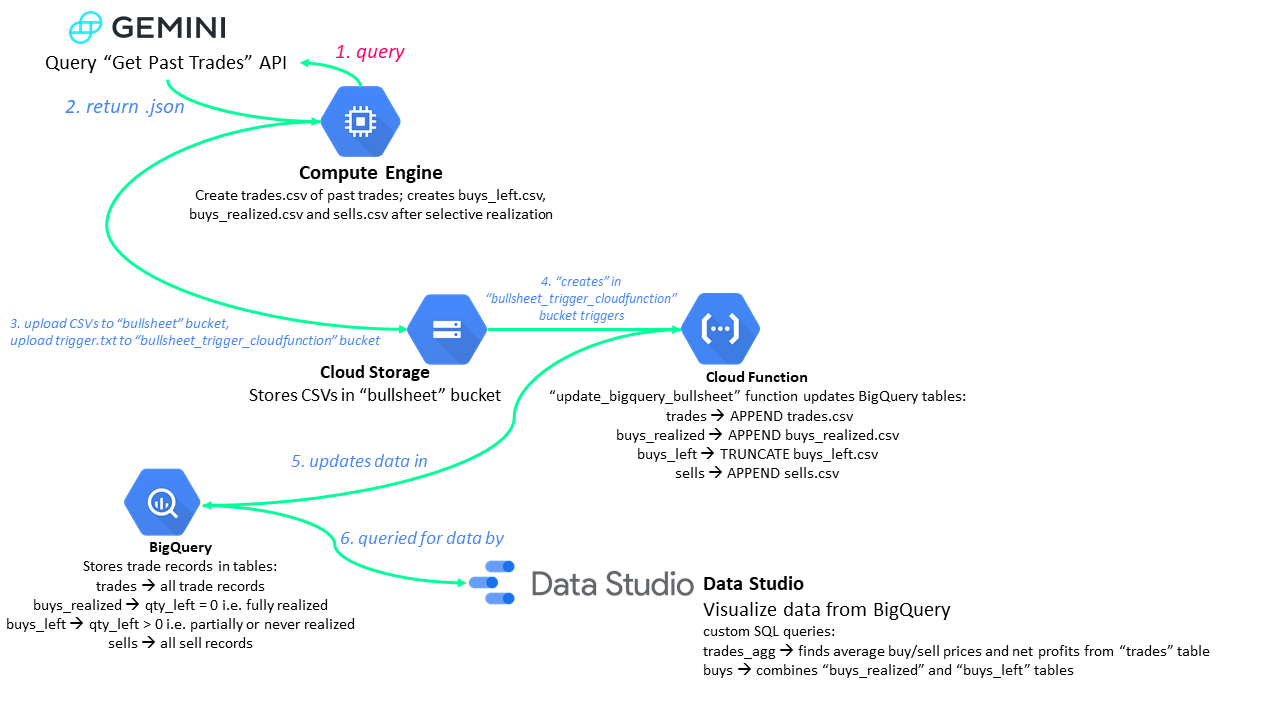 GEMINI
Query “Get Past Trades” API
1. query
2. return .json
Compute Engine
Create trades.csv of past trades; creates buys_left.csv,
buys_realized.csv and sells.csv after selective realization
3. upload CSVs to “bullsheet” bucket,
upload trigger.txt to “bullsheet_trigger_cloudfunction” bucket
Cloud Storage
Stores CSVs in “bullsheet” bucket
4. “creates” in
“bullsheet_trigger_cloudfunction”
bucket triggers
Cloud Function
“update_bigquery_bullsheet” function updates BigQuery tables:
trades → APPEND trades.csv
buys_realized → APPEND buys_realized.csv
buys_left → TRUNCATE buys_left.csv
sells → APPEND sells.csv
5. updates data in
BigQuery
Stores trade records in tables:
trades → all trade records
buys_realized → qty_left = 0 i.e. fully realized
buys_left → qty_left > 0 i.e. partially or never realized
sells → all sell records
6. queried for data by
Data Studio
Data Studio
Visualize data from BigQuery
custom SQL queries:
trades_agg → finds average buy/sell prices and net profits from “trades” table
buys → combines “buys_realized” and “buys_left” tables